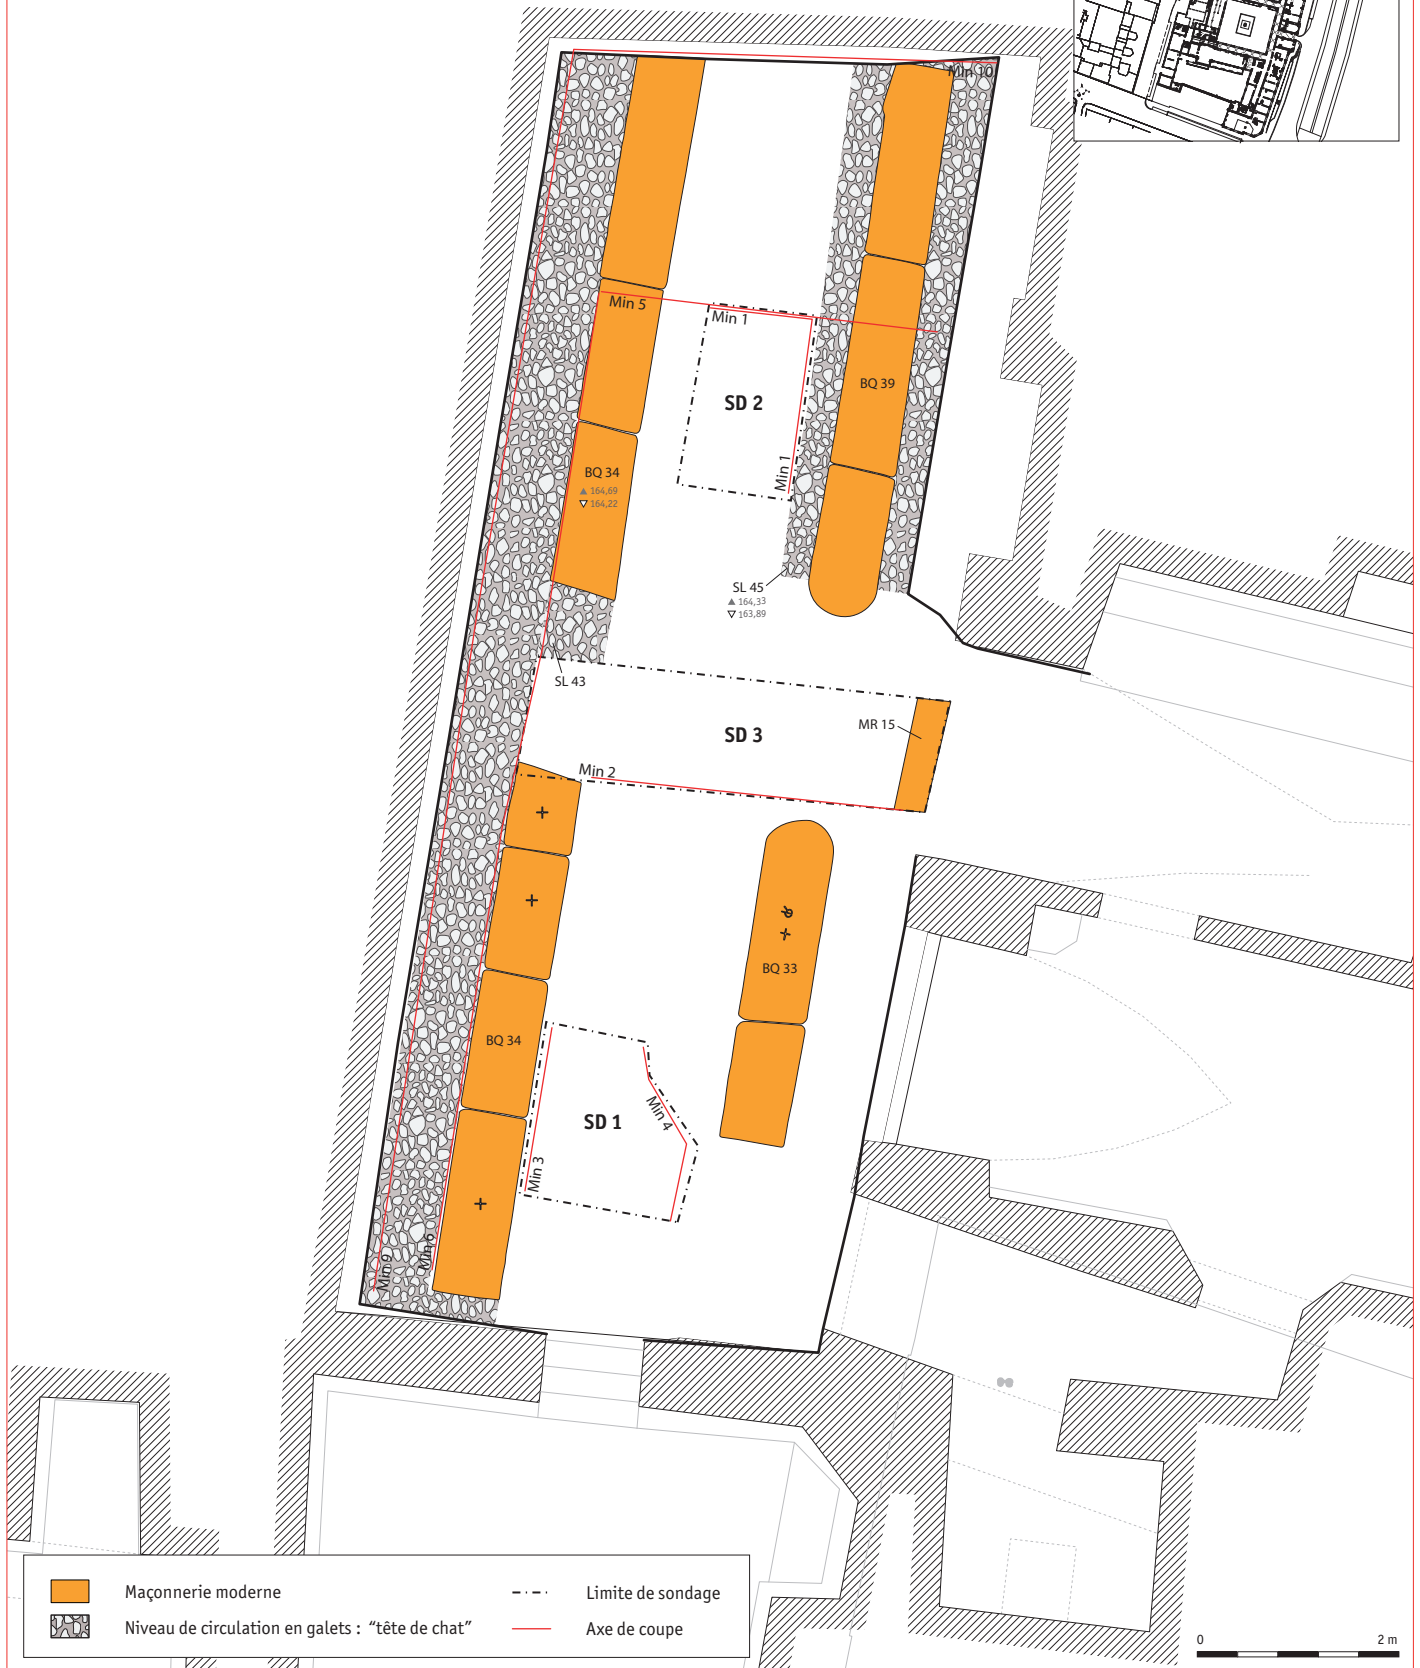 Min 10
Min 5
Min 1
SD 2
BQ 39
Min 1
BQ 34
▲ 164,69
▽ 164,22
SL 45
▲ 164,33
▽ 163,89
SL 43
SD 3
MR 15
Min 2
BQ 33
BQ 34
SD 1
Min 4
Min 3
Min 6
Min 9
Maçonnerie moderne
Niveau de circulation en galets : “tête de chat”
Limite de sondage
Axe de coupe
0 2 m